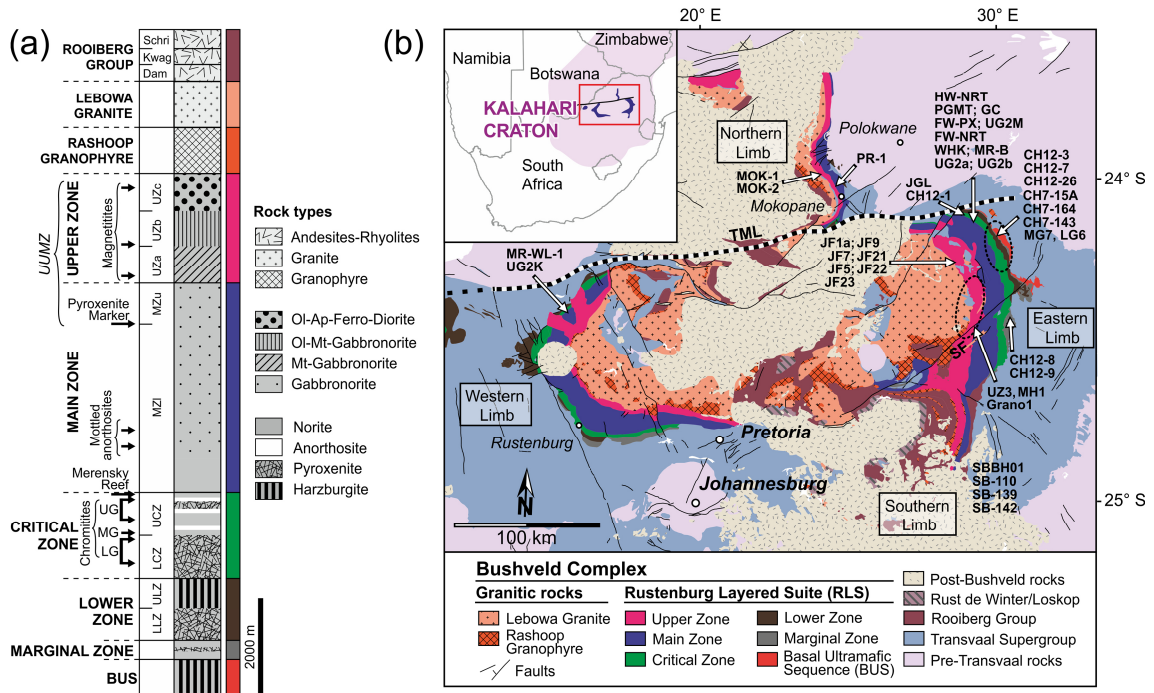 (a)
ROOIBERG
GROUP
Schri
Kwag
Dam
LEBOWA
GRANITE
RASHOOP
GRANOPHYRE
UUMZ
UPPER ZONE
Magnetitites
UZc
UZb
UZa
Pyroxenite
Marker
MZu
MAIN ZONE
MZl
Mottled
anorthosites
Merensky
Reef
CRITICAL
ZONE
Chromitites
UG
MG
LG
UCZ
LCZ
LOWER
ZONE
ULZ
LLZ
MARGINAL ZONE
BUS
2000 m
Rock types
Andesites-Rhyolites
Granite
Granophyre
Ol-Ap-Ferro-Diorite
Ol-Mt-Gabbronorite
Mt-Gabbronorite
Gabbronorite
Norite
Anorthosite
Pyroxenite
Harzburgite
(b)
20° E
30° E
24° S
25° S
Namibia
Zimbabwe
Botswana
KALAHARI
CRATON
South
Africa
Northern
Limb
Polokwane
PR-1
MOK-1
MOK-2
Mokopane
TML
HW-NRT
PGMT; GC
FW-PX; UG2M
FW-NRT
WHK; MR-B
UG2a; UG2b
JGL
CH12-1
CH12-3
CH12-7
CH12-26
CH7-15A
CH7-164
CH7-143
MG7, LG6
MR-WL-1
UG2K
JF1a; JF9
JF7; JF21
JF5; JF22
JF23
Eastern
Limb
SF
CH12-8
CH12-9
UZ3, MH1
Grano1
Western
Limb
Rustenburg
Pretoria
Johannesburg
SBBH01
SB-110
SB-139
SB-142
Southern
Limb
N
100 km
Bushveld Complex
Granitic rocks
Lebowa Granite
Rashoop
Granophyre
Faults
Rustenburg Layered Suite (RLS)
Upper Zone
Main Zone
Critical Zone
Lower Zone
Marginal Zone
Basal Ultramafic
Sequence (BUS)
Post-Bushveld rocks
Rust de Winter/Loskop
Rooiberg Group
Transvaal Supergroup
Pre-Transvaal rocks